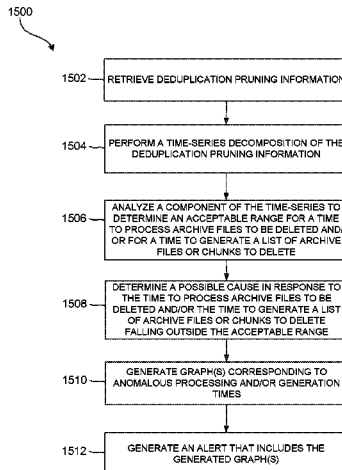 1500
1502
RETRIEVE DEDUPLICATION PRUNING INFORMATION
1504
PERFORM A TIME-SERIES DECOMPOSITION OF THE
DEDUPLICATION PRUNING INFORMATION
1506
ANALYZE A COMPONENT OF THE TIME-SERIES TO
DETERMINE AN ACCEPTABLE RANGE FOR A TIME
TO PROCESS ARCHIVE FILES TO BE DELETED AND/
OR FOR A TIME TO GENERATE A LIST OF ARCHIVE
FILES OR CHUNKS TO DELETE
1508
DETERMINE A POSSIBLE CAUSE IN RESPONSE TO
THE TIME TO PROCESS ARCHIVE FILES TO BE
DELETED AND/OR THE TIME TO GENERATE A LIST
OF ARCHIVE FILES OR CHUNKS TO DELETE
FALLING OUTSIDE THE ACCEPTABLE RANGE
1510
GENERATE GRAPH(S) CORRESPONDING TO
ANOMALOUS PROCESSING AND/OR GENERATION
TIMES
1512
GENERATE AN ALERT THAT INCLUDES THE
GENERATED GRAPH(S)